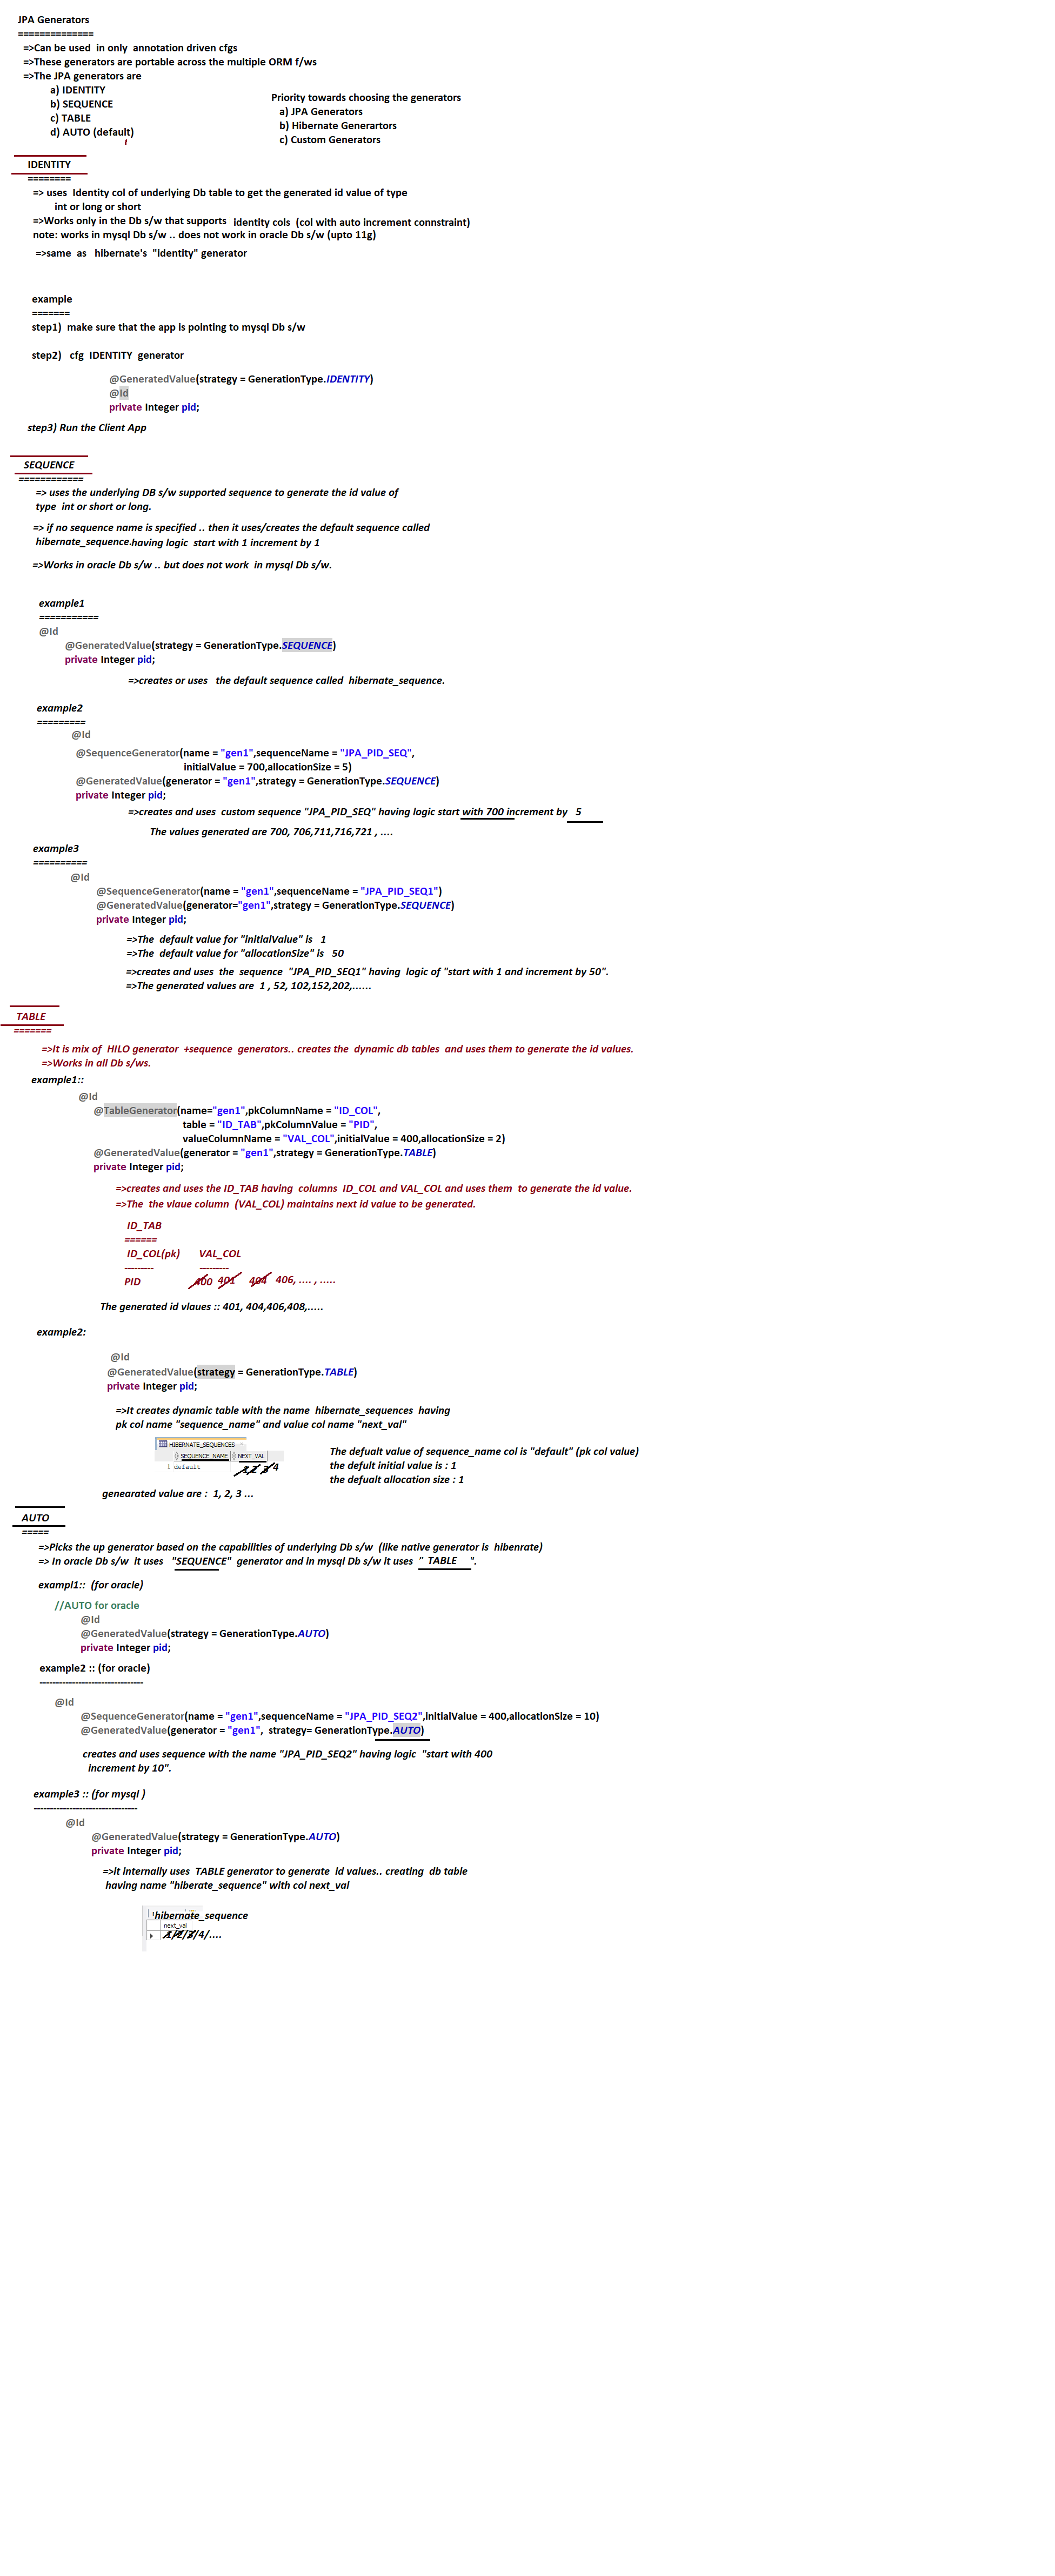 JPA Generators
==============
=>Can be used  in only  annotation driven cfgs
=>These generators are portable across the multiple ORM f/ws
=>The JPA generators are
a) IDENTITY
b) SEQUENCE
c) TABLE
d) AUTO (default)
Priority towards choosing the generators
a) JPA Generators
b) Hibernate Generartors
c) Custom Generators
IDENTITY
========
=> uses  Identity col of underlying Db table to get the generated id value of type
int or long or short
=>Works only in the Db s/w that supports  identity cols  (col with auto increment connstraint)
note: works in mysql Db s/w .. does not work in oracle Db s/w (upto 11g)
=>same  as   hibernate's  "identity" generator
example
=======
step1)  make sure that the app is pointing to mysql Db s/w
step2)   cfg  IDENTITY  generator
@GeneratedValue(strategy = GenerationType.IDENTITY)
@Id
private Integer pid;
step3) Run the Client App
SEQUENCE
============
=> uses the underlying DB s/w supported sequence to generate the id value of
type  int or short or long.
=> if no sequence name is specified .. then it uses/creates the default sequence called
hibernate_sequence.having logic  start with 1 increment by 1
=>Works in oracle Db s/w .. but does not work  in mysql Db s/w.
example1
===========
@Id
@GeneratedValue(strategy = GenerationType.SEQUENCE)
private Integer pid;
=>creates or uses   the default sequence called  hibernate_sequence.
example2
=========
@Id
@SequenceGenerator(name = "gen1",sequenceName = "JPA_PID_SEQ",
initialValue = 700,allocationSize = 5)
@GeneratedValue(generator = "gen1",strategy = GenerationType.SEQUENCE)
private Integer pid;
=>creates and uses  custom sequence "JPA_PID_SEQ" having logic start with 700 increment by   5
The values generated are 700, 706,711,716,721 , ....
example3
==========
@Id
@SequenceGenerator(name = "gen1",sequenceName = "JPA_PID_SEQ1")
@GeneratedValue(generator="gen1",strategy = GenerationType.SEQUENCE)
private Integer pid;
=>The  default value for "initialValue" is   1
=>The  default value for "allocationSize" is   50
=>creates and uses  the  sequence  "JPA_PID_SEQ1" having  logic of "start with 1 and increment by 50".
=>The generated values are  1 , 52, 102,152,202,......
TABLE
=======
=>It is mix of  HILO generator  +sequence  generators.. creates the  dynamic db tables  and uses them to generate the id values.
=>Works in all Db s/ws.
example1::
@Id
@TableGenerator(name="gen1",pkColumnName = "ID_COL",
table = "ID_TAB",pkColumnValue = "PID",
valueColumnName = "VAL_COL",initialValue = 400,allocationSize = 2)
@GeneratedValue(generator = "gen1",strategy = GenerationType.TABLE)
private Integer pid;
=>creates and uses the ID_TAB having  columns  ID_COL and VAL_COL and uses them  to generate the id value.
=>The  the vlaue column  (VAL_COL) maintains next id value to be generated.
ID_TAB
======
ID_COL(pk)      VAL_COL
---------               ---------
PID 400 401 404 406, .... , .....
The generated id vlaues :: 401, 404,406,408,.....
example2:
@Id
@GeneratedValue(strategy = GenerationType.TABLE)
private Integer pid;
=>It creates dynamic table with the name  hibernate_sequences  having
pk col name "sequence_name" and value col name "next_val"
HIBERNATE_SEQUENCES
SEQUENCE_NAME NEXT_VAL
1 default 1 2 3 4
The defualt value of sequence_name col is "default" (pk col value)
the defult initial value is : 1
the defualt allocation size : 1
genearated value are :  1, 2, 3 ...
AUTO
=====
=>Picks the up generator based on the capabilities of underlying Db s/w  (like native generator is  hibenrate)
=> In oracle Db s/w  it uses   "SEQUENCE"  generator and in mysql Db s/w it uses  " TABLE    ".
exampl1::  (for oracle)
//AUTO for oracle
@Id
@GeneratedValue(strategy = GenerationType.AUTO)
private Integer pid;
example2 :: (for oracle)
--------------------------------
@Id
@SequenceGenerator(name = "gen1",sequenceName = "JPA_PID_SEQ2",initialValue = 400,allocationSize = 10)
@GeneratedValue(generator = "gen1",  strategy= GenerationType.AUTO)
creates and uses sequence with the name "JPA_PID_SEQ2" having logic  "start with 400
increment by 10".
example3 :: (for mysql )
--------------------------------
@Id
@GeneratedValue(strategy = GenerationType.AUTO)
private Integer pid;
=>it internally uses  TABLE generator to generate  id values.. creating  db table
having name "hiberate_sequence" with col next_val
hibernate_sequence
next_val
1/2/3/4/....